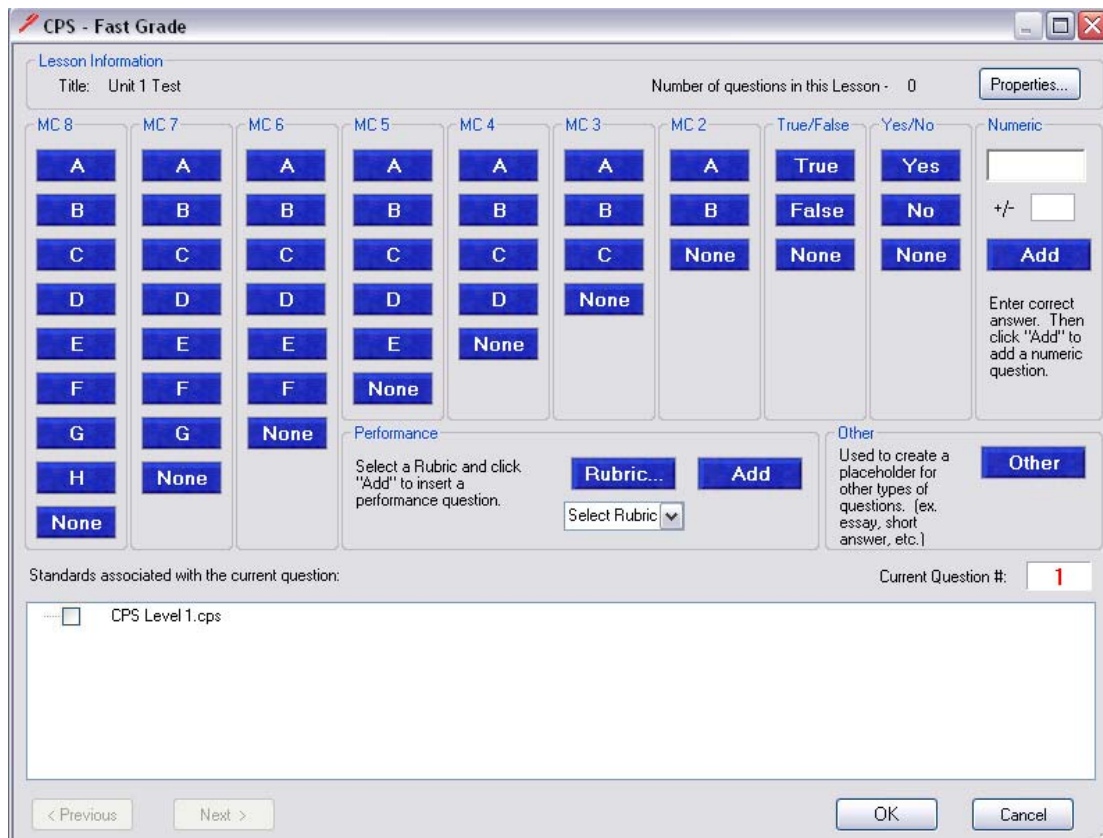 CPS - Fast Grade
Lesson Information
Title: Unit 1 Test
Number of questions in this Lesson - 0
Properties...
MC 8
A
B
C
D
E
F
G
H
None
MC 7
A
B
C
D
E
F
G
None
MC 6
A
B
C
D
E
F
None
MC 5
A
B
C
D
E
None
MC 4
A
B
C
D
None
MC 3
A
B
C
None
MC 2
A
B
None
True/False
True
False
None
Yes/No
Yes
No
None
Numeric
+/-
Add
Enter correct
answer. Then
click "Add" to
add a numeric
question.
Performance
Select a Rubric and click
"Add" to insert a
performance question.
Rubric...
Add
Select Rubric
Other
Used to create a
placeholder for
other types of
questions. (ex.
essay, short
answer, etc.)
Other
Standards associated with the current question:
Current Question #: 1
CPS Level 1.cps
< Previous
Next >
OK
Cancel